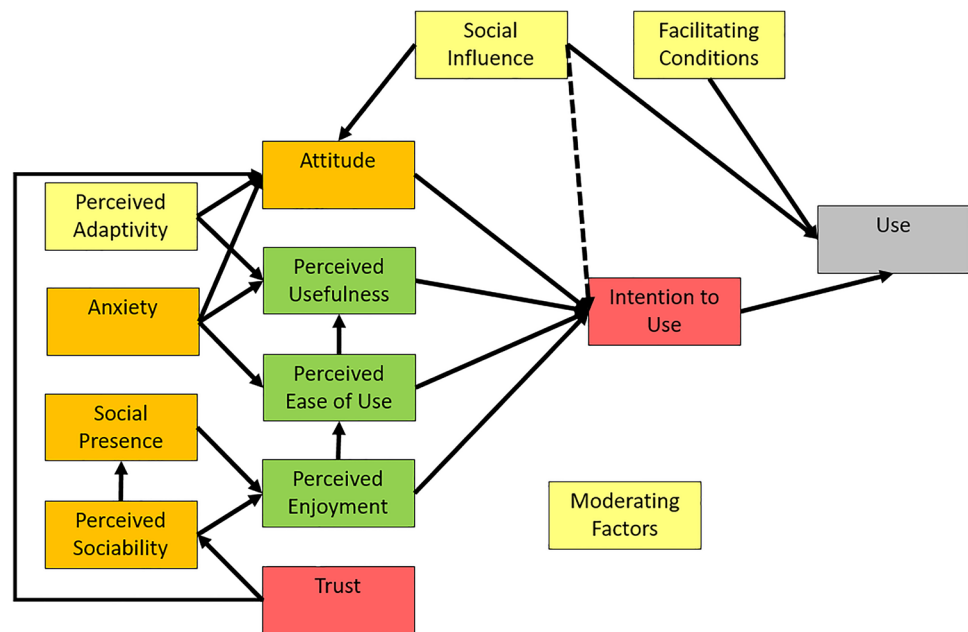 Social
Influence
Facilitating
Conditions
Attitude
Perceived
Adaptivity
Use
Perceived
Usefulness
Anxiety
Intention to
Use
Perceived
Ease of Use
Social
Presence
Perceived
Enjoyment
Moderating
Factors
Perceived
Sociability
Trust